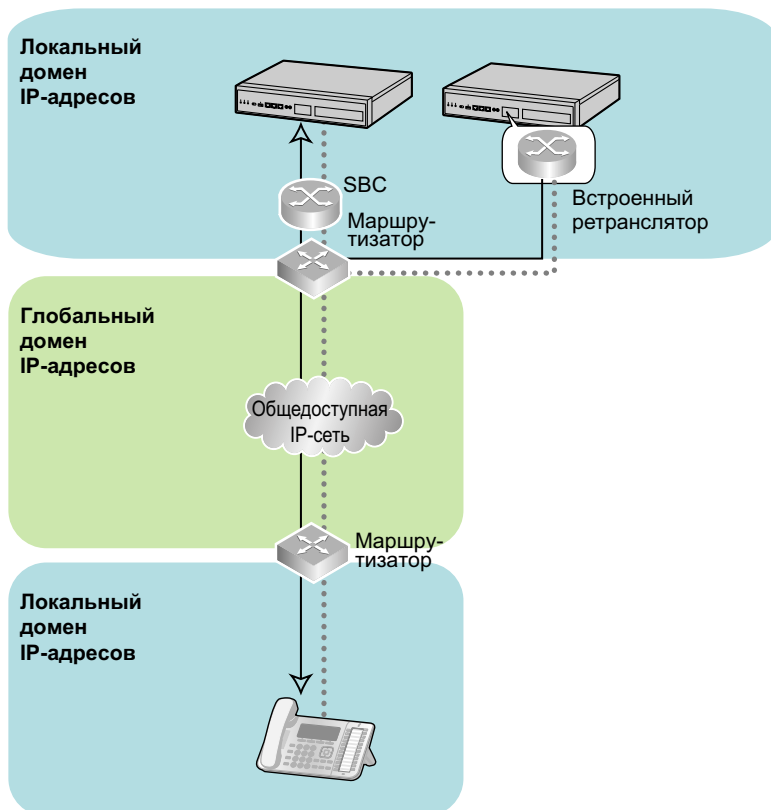 Локальный
домен
IP-адресов
SBC
Маршру-
тизатор
Встроенный
ретранслятор
Глобальный
домен
IP-адресов
Общедоступная
IP-сеть
Маршру-
тизатор
Локальный
домен
IP-адресов